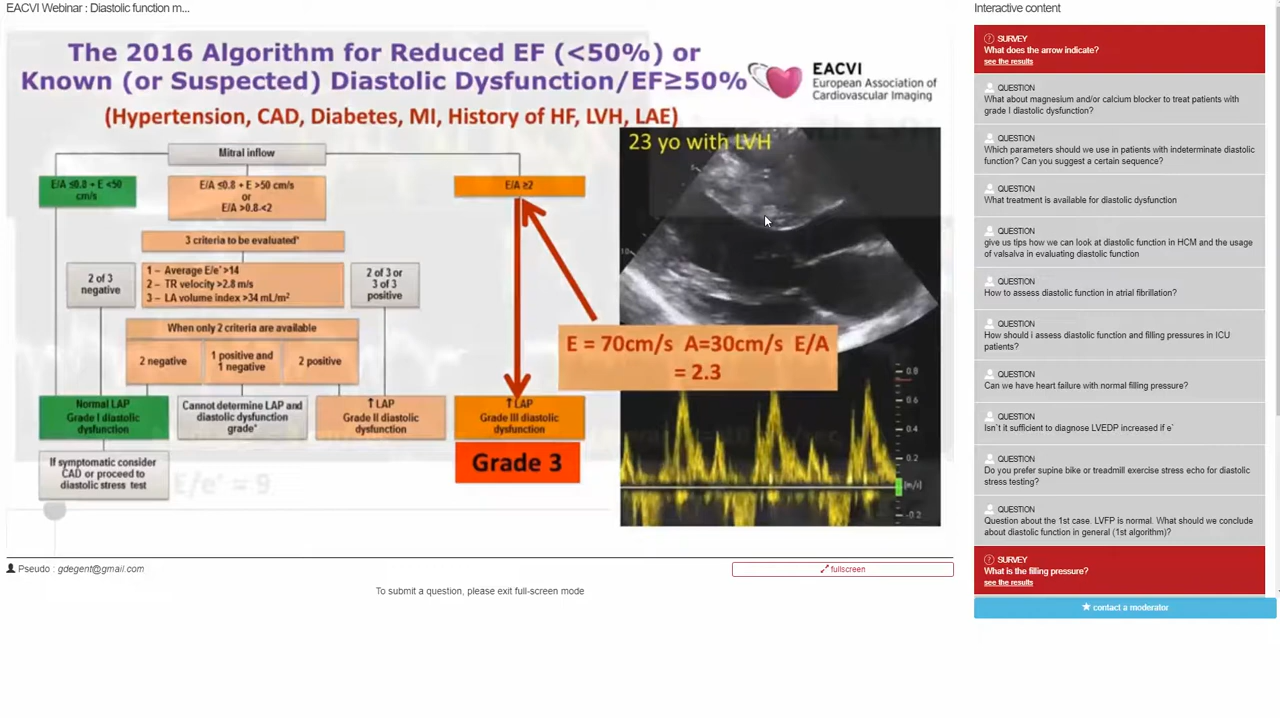 EACVI Webinar : Diastolic function m...
The 2016 Algorithm for Reduced EF (<50%) or
Known (or Suspected) Diastolic Dysfunction/EF≥50%
EACVI
European Association of
Cardiovascular Imaging
(Hypertension, CAD, Diabetes, MI, History of HF, LVH, LAE)
Mitral inflow
E/A ≤0.8 + E <50
cm/s
E/A ≤0.8 + E >50 cm/s
or
E/A >0.8-<2
E/A ≥2
3 criteria to be evaluated*
2 of 3
negative
1 – Average E/e' >14
2 – TR velocity >2.8 m/s
3 – LA volume index >34 mL/m²
2 of 3 or
3 of 3
positive
When only 2 criteria are available
2 negative
1 positive and
1 negative
2 positive
Normal LAP
Grade I diastolic
dysfunction
Cannot determine LAP and
diastolic dysfunction
grade*
↑ LAP
Grade II diastolic
dysfunction
↑ LAP
Grade III diastolic
dysfunction
If symptomatic consider
CAD or proceed to
diastolic stress test
Grade 3
E/e' = 9
23 yo with LVH
5
10
E = 70cm/s A=30cm/s E/A
= 2.3
0.8
0.6
0.4
0.2
[m/s]
-0.2
Pseudo : gdegent@gmail.com
fullscreen
To submit a question, please exit full-screen mode
Interactive content
SURVEY
What does the arrow indicate?
see the results
QUESTION
What about magnesium and/or calcium blocker to treat patients with
grade I diastolic dysfunction?
QUESTION
Which parameters should we use in patients with indeterminate diastolic
function? Can you suggest a certain sequence?
QUESTION
What treatment is available for diastolic dysfunction
QUESTION
give us tips how we can look at diastolic function in HCM and the usage
of valsalva in evaluating diastolic function
QUESTION
How to assess diastolic function in atrial fibrillation?
QUESTION
How should i assess diastolic function and filling pressures in ICU
patients?
QUESTION
Can we have heart failure with normal filling pressure?
QUESTION
Isn`t it sufficient to diagnose LVEDP increased if e`
QUESTION
Do you prefer supine bike or treadmill exercise stress echo for diastolic
stress testing?
QUESTION
Question about the 1st case. LVFP is normal. What should we conclude
about diastolic function in general (1st algorithm)?
SURVEY
What is the filling pressure?
see the results
contact a moderator